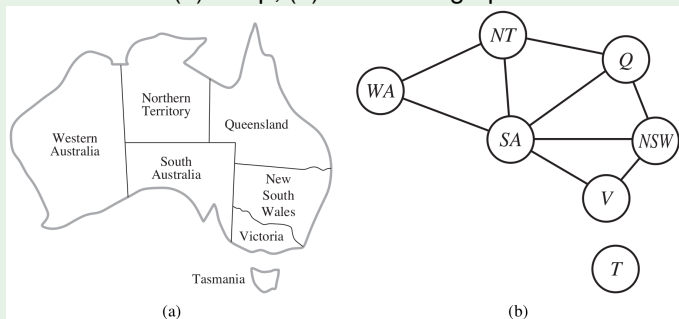 Northern
Territory
Western
Australia
Queensland
South
Australia
New
South
Wales
Victoria
Tasmania
(a)
NT
Q
WA
SA
NSW
V
T
(b)